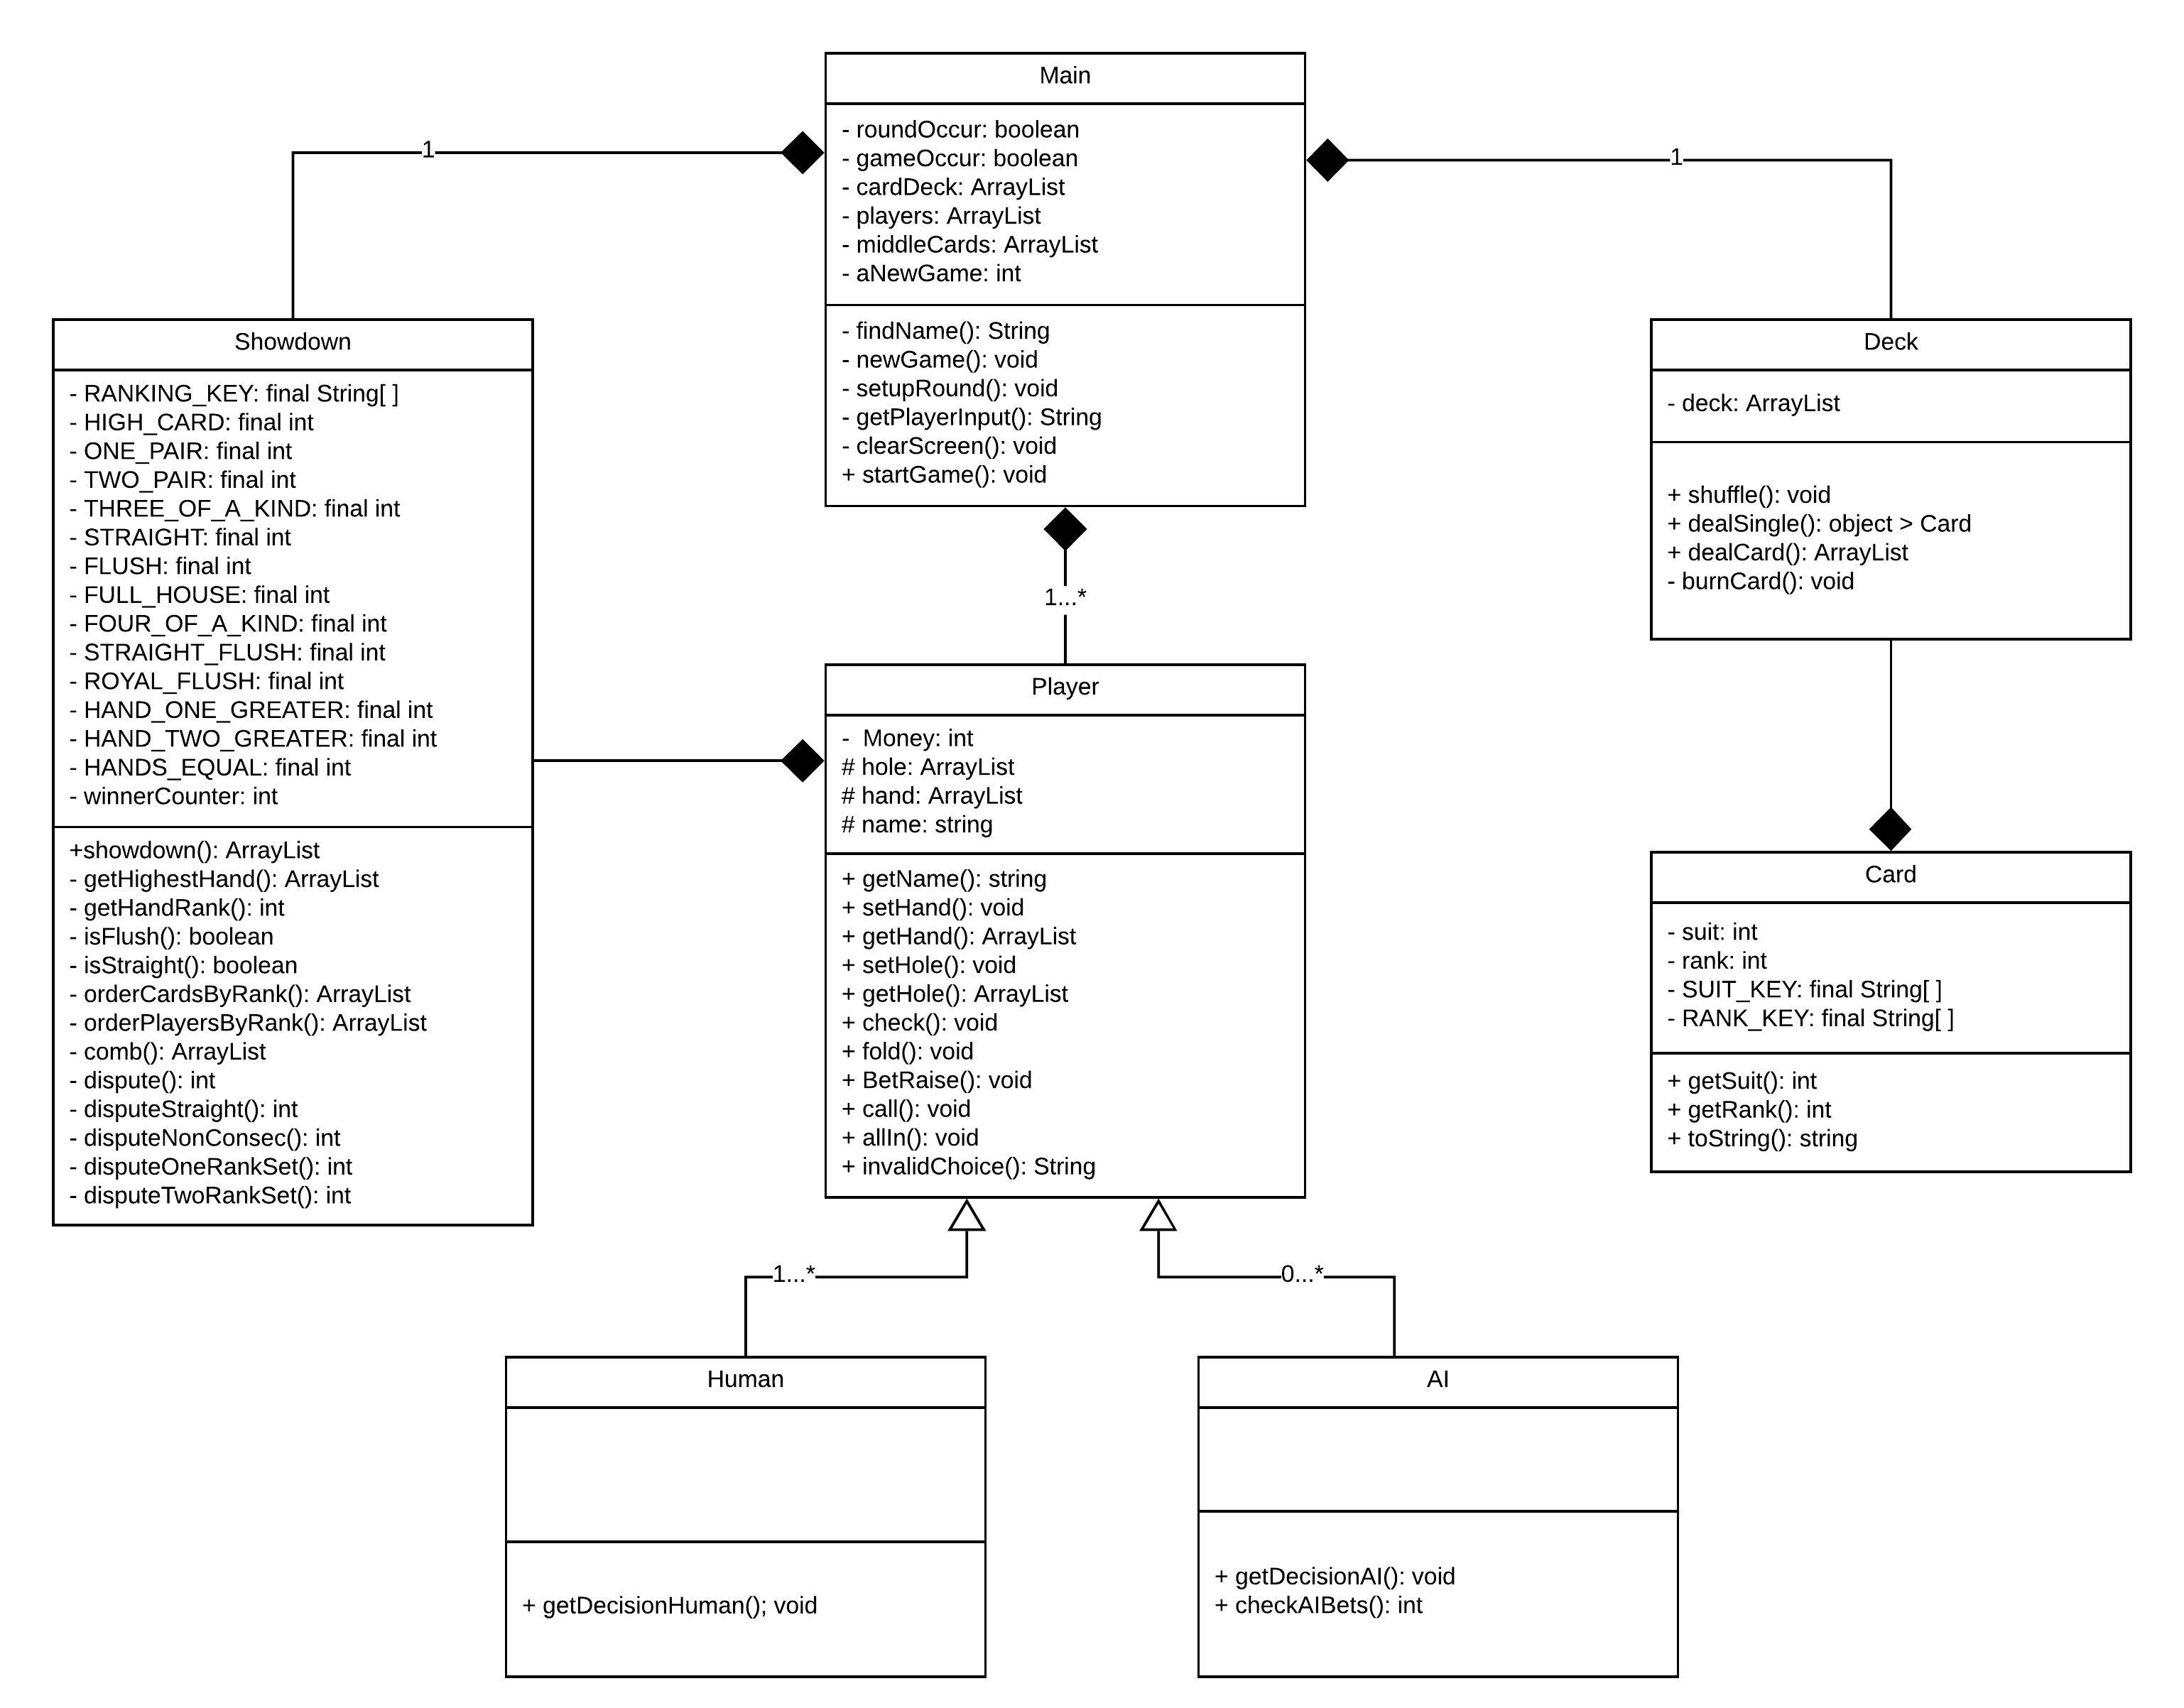 Main
- roundOccur: boolean
- gameOccur: boolean
- cardDeck: ArrayList
- players: ArrayList
- middleCards: ArrayList
- aNewGame: int
- findName(): String
- newGame(): void
- setupRound(): void
- getPlayerInput(): String
- clearScreen(): void
+ startGame(): void
1
1
1...*
Showdown
- RANKING_KEY: final String[ ]
- HIGH_CARD: final int
- ONE_PAIR: final int
- TWO_PAIR: final int
- THREE_OF_A_KIND: final int
- STRAIGHT: final int
- FLUSH: final int
- FULL_HOUSE: final int
- FOUR_OF_A_KIND: final int
- STRAIGHT_FLUSH: final int
- ROYAL_FLUSH: final int
- HAND_ONE_GREATER: final int
- HAND_TWO_GREATER: final int
- HANDS_EQUAL: final int
- winnerCounter: int
+showdown(): ArrayList
- getHighestHand(): ArrayList
- getHandRank(): int
- isFlush(): boolean
- isStraight(): boolean
- orderCardsByRank(): ArrayList
- orderPlayersByRank(): ArrayList
- comb(): ArrayList
- dispute(): int
- disputeStraight(): int
- disputeNonConsec(): int
- disputeOneRankSet(): int
- disputeTwoRankSet(): int
Player
-  Money: int
# hole: ArrayList
# hand: ArrayList
# name: string
+ getName(): string
+ setHand(): void
+ getHand(): ArrayList
+ setHole(): void
+ getHole(): ArrayList
+ check(): void
+ fold(): void
+ BetRaise(): void
+ call(): void
+ allIn(): void
+ invalidChoice(): String
Deck
- deck: ArrayList
+ shuffle(): void
+ dealSingle(): object > Card
+ dealCard(): ArrayList
- burnCard(): void
Card
- suit: int
- rank: int
- SUIT_KEY: final String[ ]
- RANK_KEY: final String[ ]
+ getSuit(): int
+ getRank(): int
+ toString(): string
1...*
0...*
Human
+ getDecisionHuman(); void
AI
+ getDecisionAI(): void
+ checkAIBets(): int